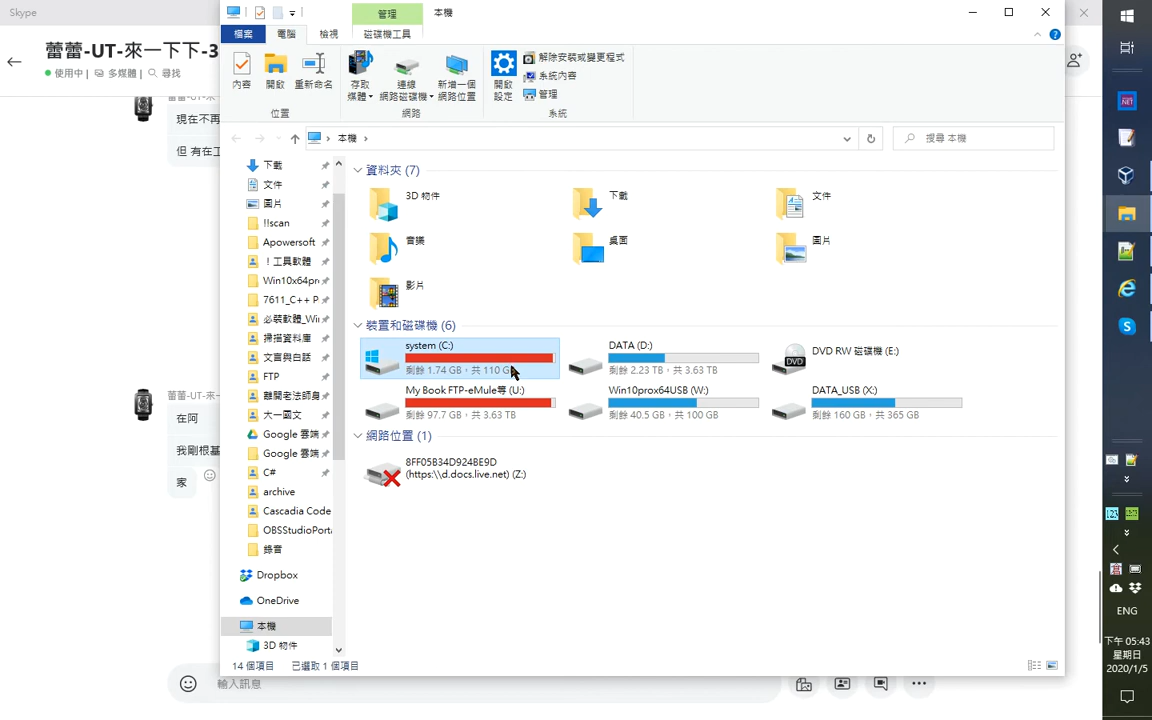 Skype
蕾蕾-UT-來一下下-3
使用中 | 多媒體 | 尋找
現在不再
但 有在工
蕾蕾-UT-來一
在阿
我剛根基
家
輸入訊息
管理
本機
檔案
電腦
檢視
磁碟機工具
內容
開啟
重新命名
位置
存取
媒體
連線
網路磁碟機
新增一個
網路位置
網路
開啟
設定
解除安裝或變更程式
系統內容
管理
系統
本機
搜尋 本機
下載
文件
圖片
!!scan
Apowersoft
！工具軟體
Win10x64pr
7611_C++ P
必裝軟體_Wi
掃描資料庫
文言與白話
FTP
離開老法師身
大一國文
Google 雲端
Google 雲端
C#
archive
Cascadia Code
OBSStudioPort
錄音
Dropbox
OneDrive
本機
3D 物件
資料夾 (7)
3D 物件
下載
文件
音樂
桌面
圖片
影片
裝置和磁碟機 (6)
system (C:)
剩餘 1.74 GB，共 110 G
DATA (D:)
剩餘 2.23 TB，共 3.63 TB
DVD RW 磁碟機 (E:)
DVD
My Book FTP-eMule等 (U:)
剩餘 97.7 GB，共 3.63 TB
Win10prox64USB (W:)
剩餘 40.5 GB，共 100 GB
DATA_USB (X:)
剩餘 160 GB，共 365 GB
網路位置 (1)
8FF05B34D924BE9D
(https:\\d.docs.live.net) (Z:)
14 個項目
已選取 1 個項目
ENG
下午 05:43
星期日
2020/1/5